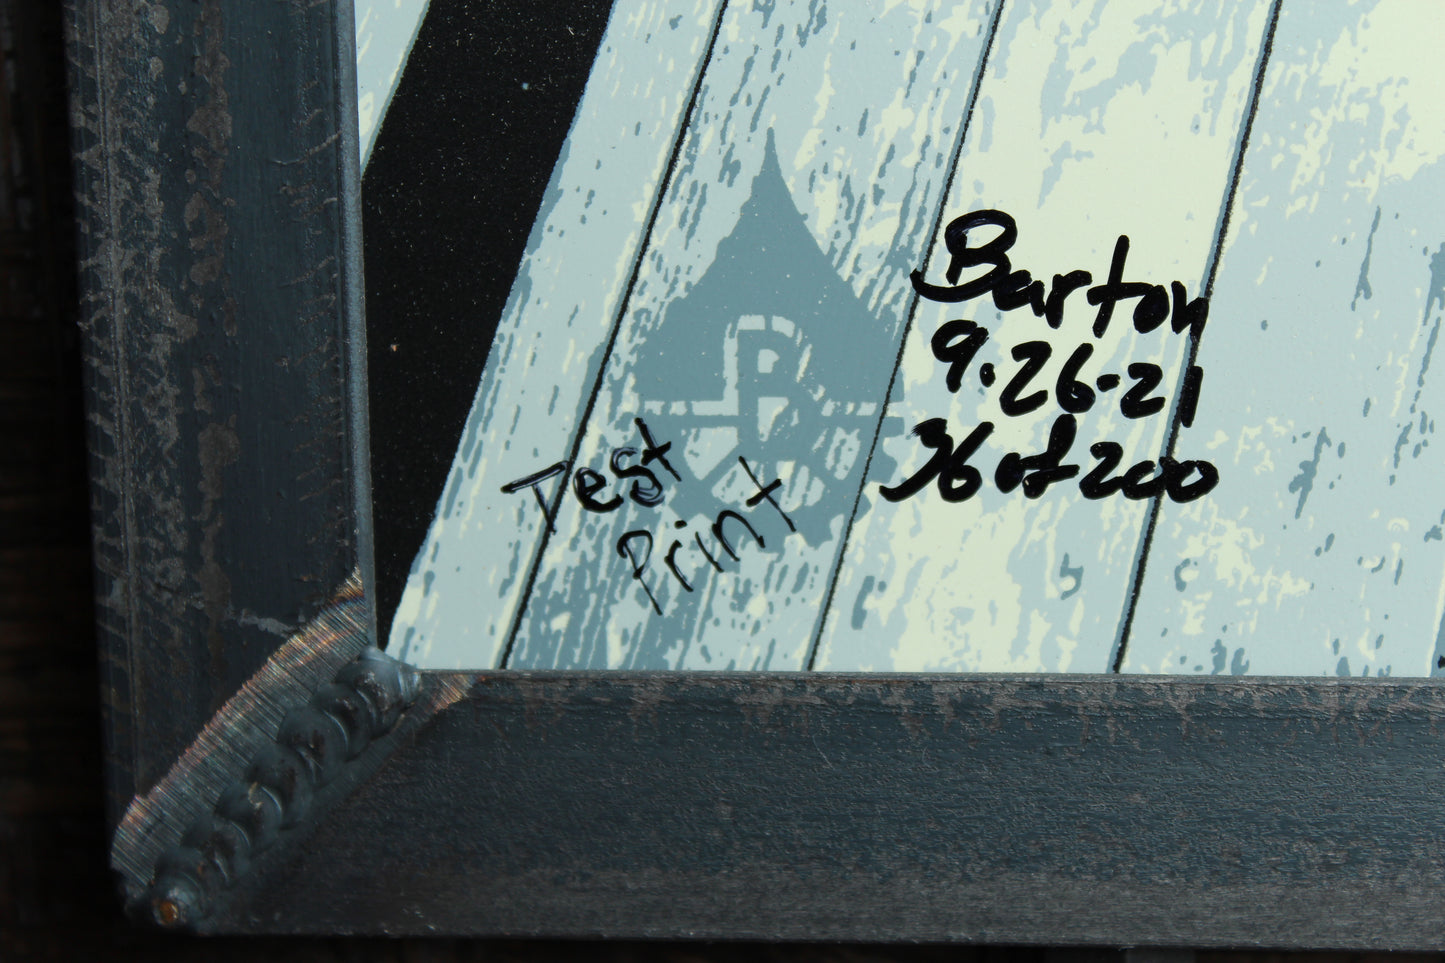 Barton
9.26-21
36 of 200
Test
Print
B